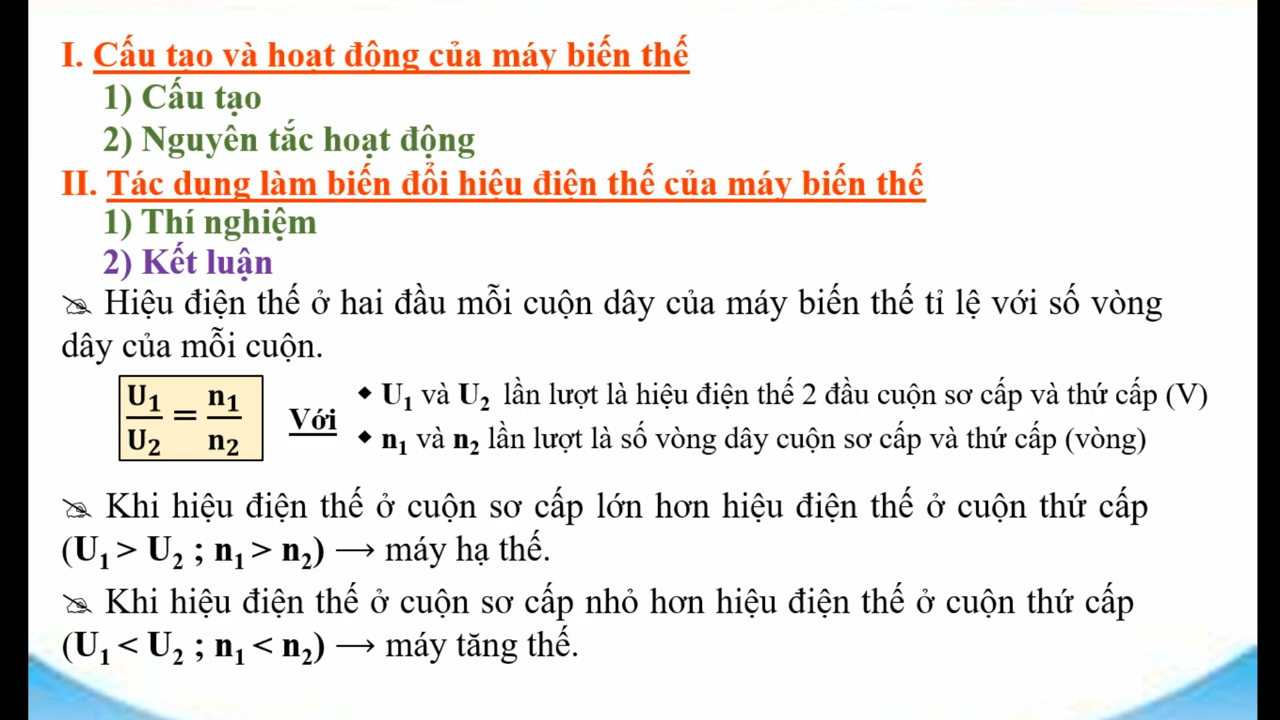 I. Cấu tạo và hoạt động của máy biến thế
1) Cấu tạo
2) Nguyên tắc hoạt động
II. Tác dụng làm biến đổi hiệu điện thế của máy biến thế
1) Thí nghiệm
2) Kết luận
Hiệu điện thế ở hai đầu mỗi cuộn dây của máy biến thế tỉ lệ với số vòng
dây của mỗi cuộn.
U₁/U₂ = n₁/n₂ Với
◆ U₁ và U₂ lần lượt là hiệu điện thế 2 đầu cuộn sơ cấp và thứ cấp (V)
◆ n₁ và n₂ lần lượt là số vòng dây cuộn sơ cấp và thứ cấp (vòng)
Khi hiệu điện thế ở cuộn sơ cấp lớn hơn hiệu điện thế ở cuộn thứ cấp
(U₁ > U₂ ; n₁ > n₂) ⟶ máy hạ thế.
Khi hiệu điện thế ở cuộn sơ cấp nhỏ hơn hiệu điện thế ở cuộn thứ cấp
(U₁ < U₂ ; n₁ < n₂) ⟶ máy tăng thế.